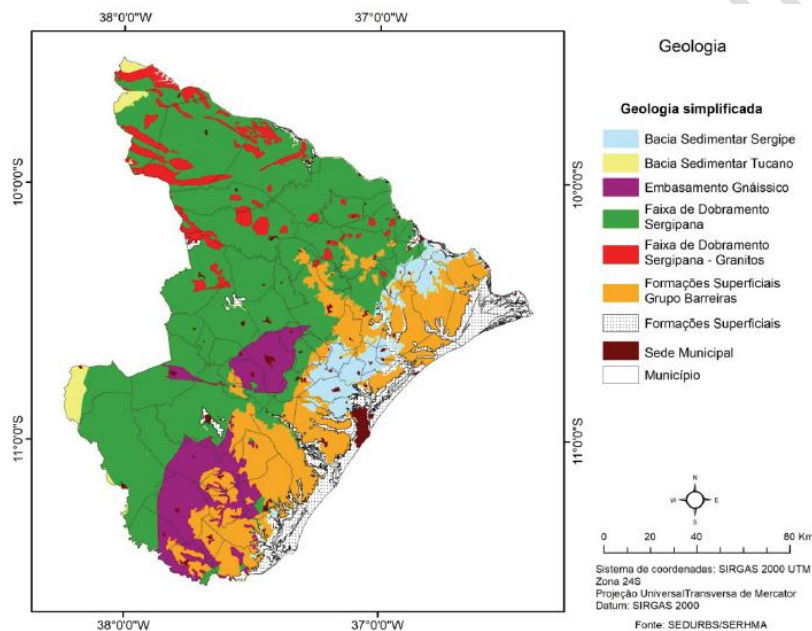 38°0'0"W
37°0'0"W
10°0'0"S
10°0'0"S
11°0'0"S
11°0'0"S
38°0'0"W
37°0'0"W
Geologia
Geologia simplificada
Bacia Sedimentar Sergipe
Bacia Sedimentar Tucano
Embasamento Gnáissico
Faixa de Dobramento
Sergipana
Faixa de Dobramento
Sergipana - Granitos
Formações Superficiais
Grupo Barreiras
Formações Superficiais
Sede Municipal
Município
N
W E
S
0 20 40 80 Km
Sistema de coordenadas: SIRGAS 2000 UTM
Zona 24S
Projeção UniversalTransversa de Mercator
Datum: SIRGAS 2000
Fonte: SEDURBS/SERHMA